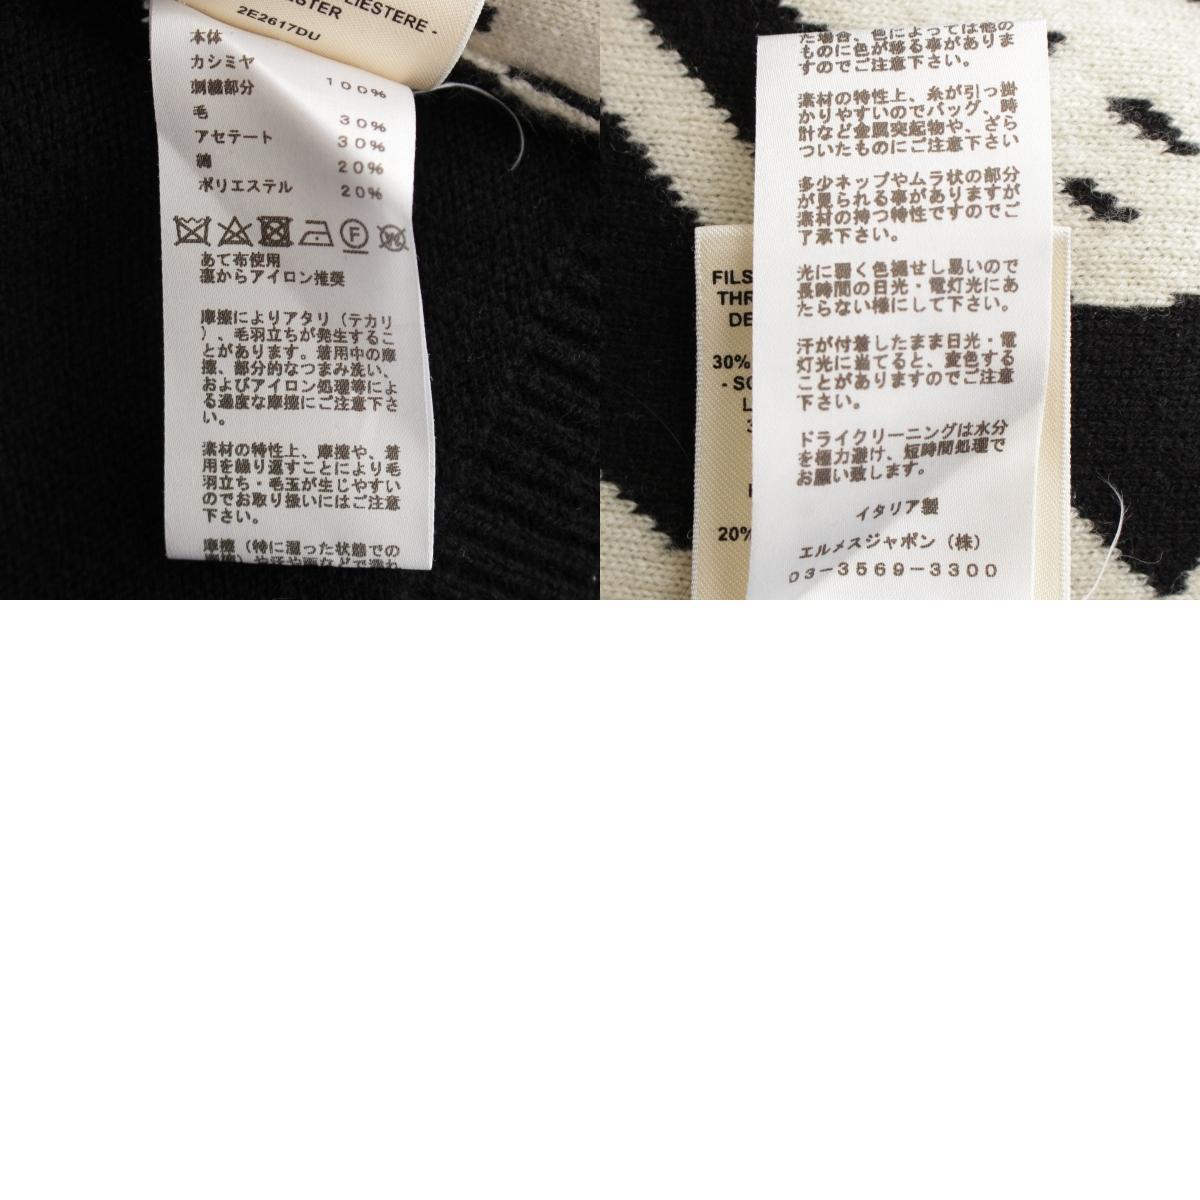 LIESTERE -
ESTER
2E2617DU
本体
カシミヤ 100%
刺繍部分
毛 30%
アセテート 30%
綿 20%
ポリエステル 20%
F
W
あて布使用
裏からアイロン推奨
摩擦によりアタリ（テカリ
）、毛羽立ちが発生するこ
とがあります。着用中の摩
擦、部分的なつまみ洗い、
およびアイロン処理等によ
る過度な摩擦にご注意下さ
い。
素材の特性上、摩擦や、着
用を繰り返すことにより毛
羽立ち・毛玉が生じやすい
のでお取り扱いにはご注意
下さい。
摩擦（特に湿った状態での
た場合、色によっては他の
ものに色が移る事がありま
すのでご注意下さい。
素材の特性上、糸が引っ掛
かりやすいのでバッグ、時
計など金属突起物や、ざら
ついたものにご注意下さい
多少ネップやムラ状の部分
が見られる事がありますが
素材の持つ特性ですのでご
了承下さい。
光に弱く色褪せし易いので
長時間の日光・電灯光にあ
たらない様にして下さい。
汗が付着したまま日光・電
灯光に当てると、変色する
ことがありますのでご注意
下さい。
ドライクリーニングは水分
を極力避け、短時間処理で
お願い致します。
イタリア製
エルメスジャポン（株）
03-3569-3300
FILS
THR
DE
30%
- SO
L
20%